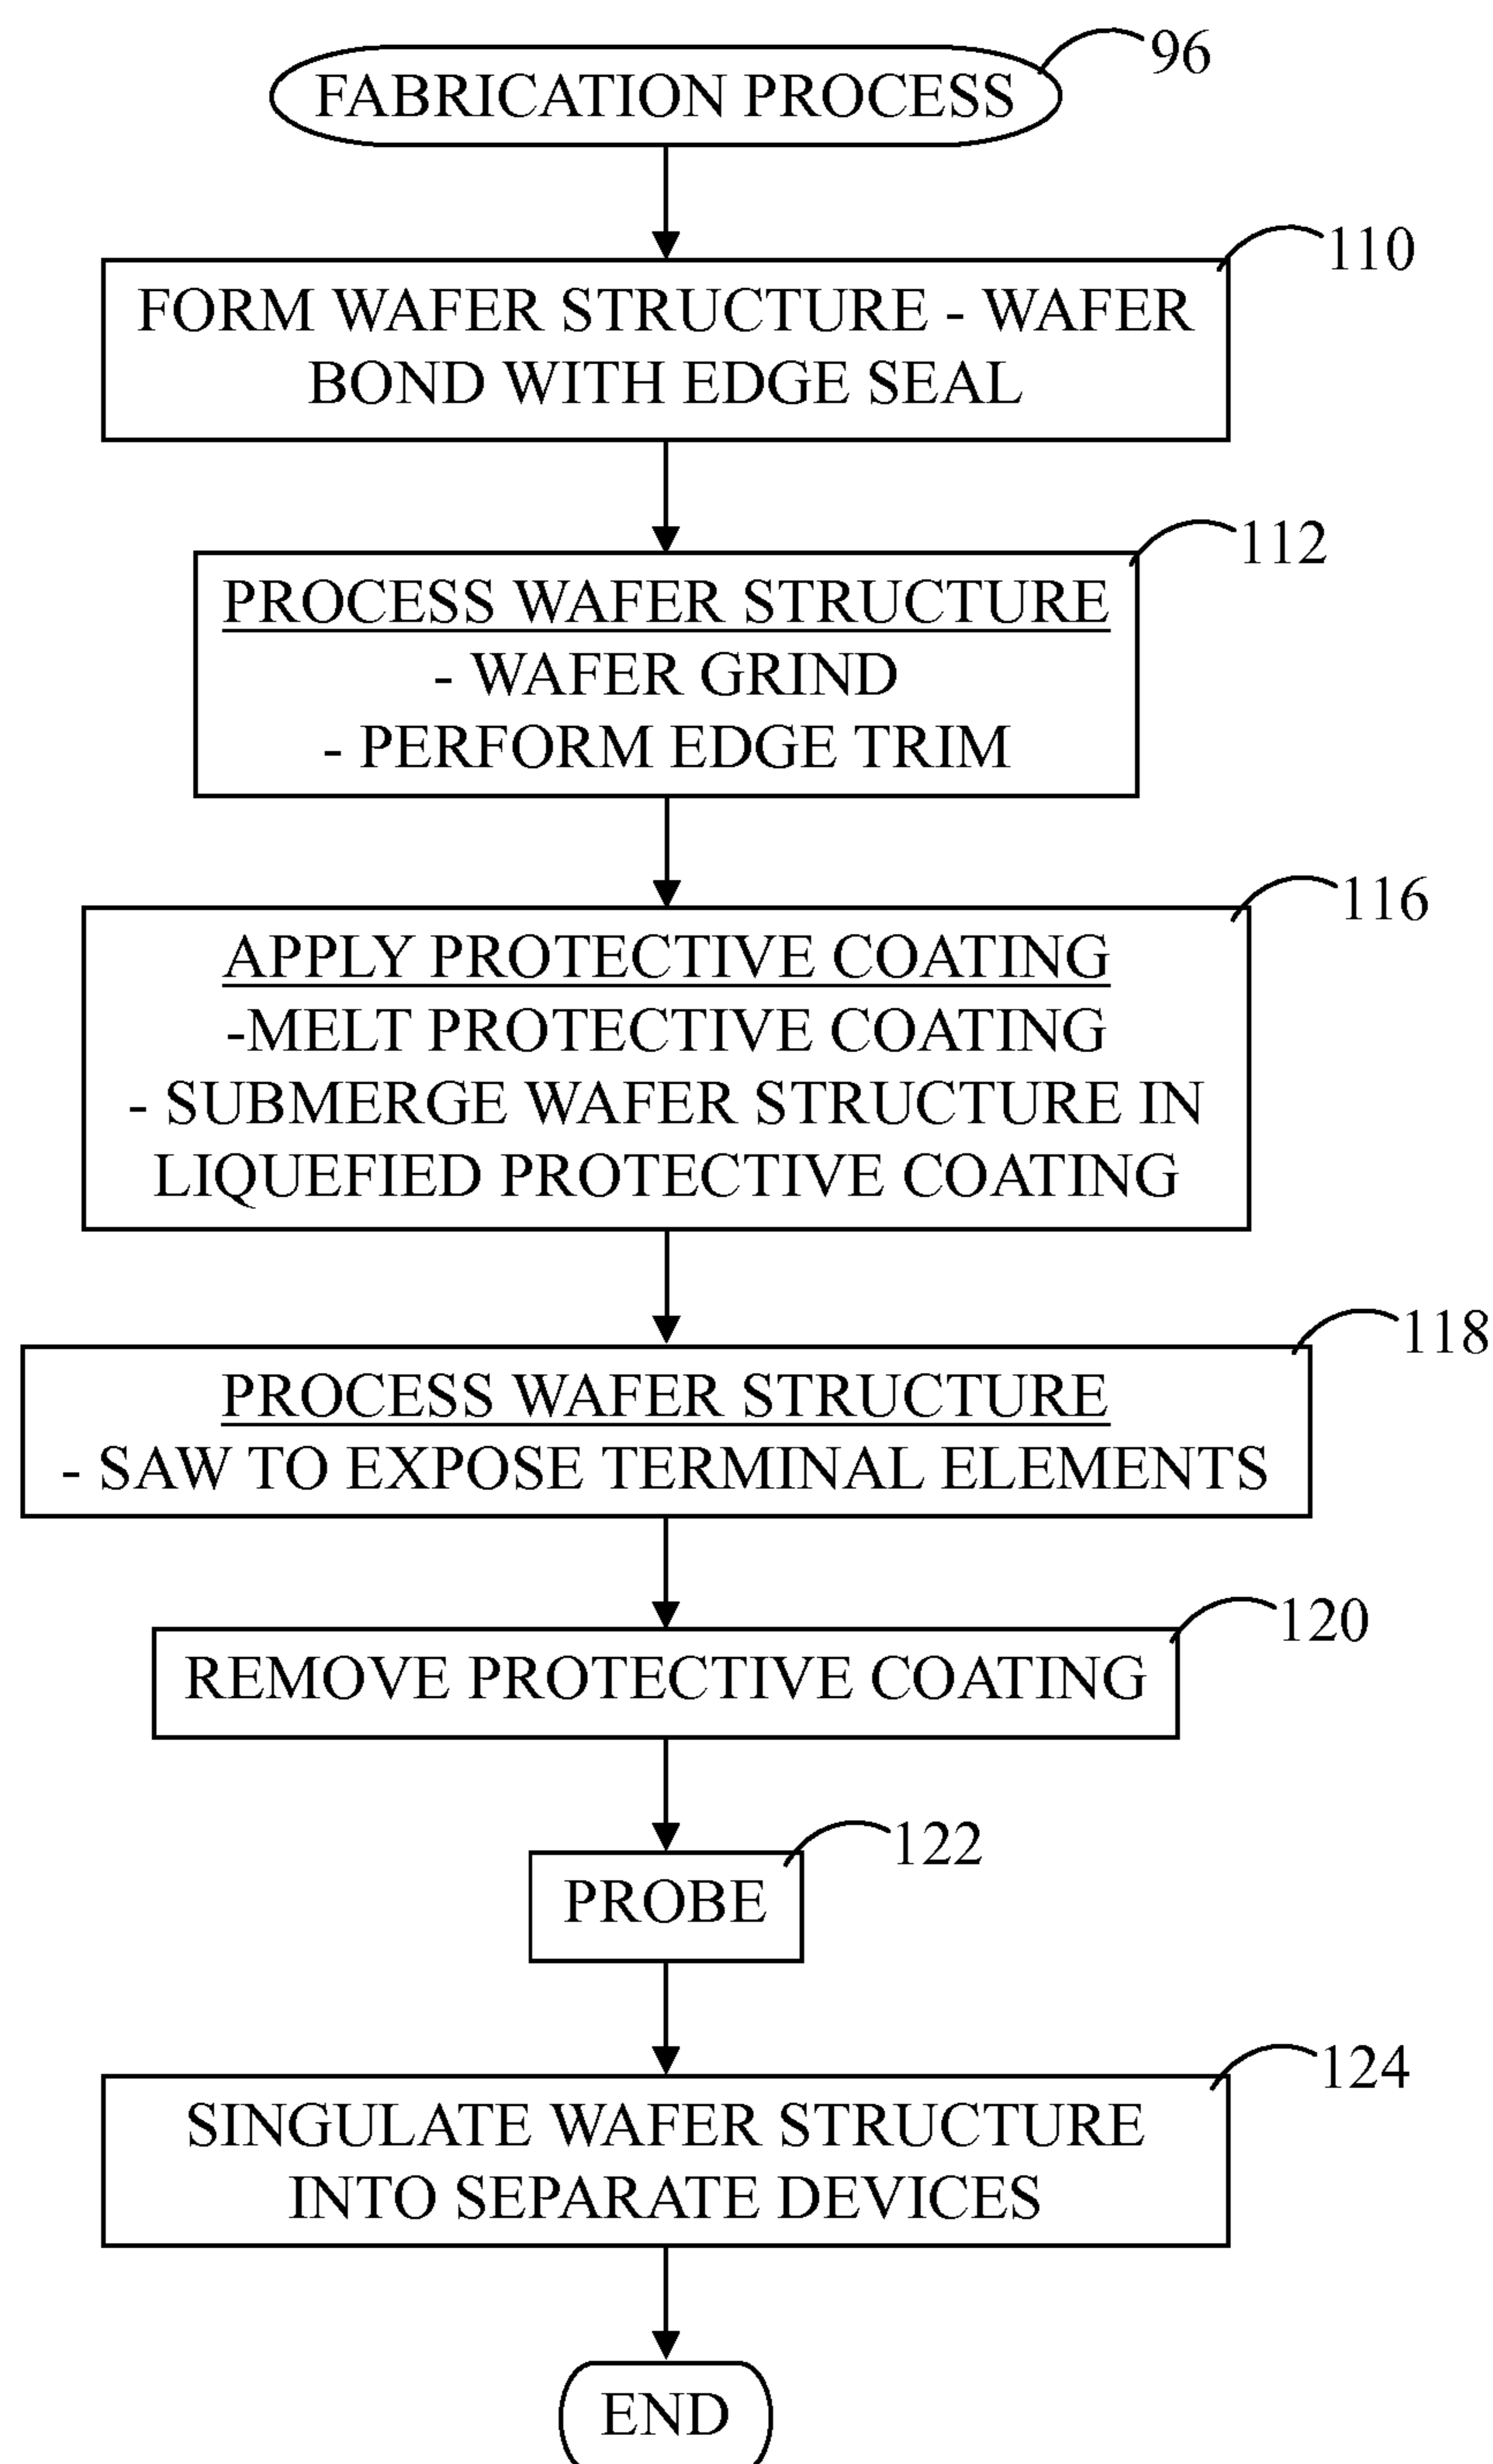 96
FABRICATION PROCESS
110
FORM WAFER STRUCTURE - WAFER
BOND WITH EDGE SEAL
112
PROCESS WAFER STRUCTURE
- WAFER GRIND
- PERFORM EDGE TRIM
116
APPLY PROTECTIVE COATING
-MELT PROTECTIVE COATING
- SUBMERGE WAFER STRUCTURE IN
LIQUEFIED PROTECTIVE COATING
118
PROCESS WAFER STRUCTURE
- SAW TO EXPOSE TERMINAL ELEMENTS
120
REMOVE PROTECTIVE COATING
122
PROBE
124
SINGULATE WAFER STRUCTURE
INTO SEPARATE DEVICES
END